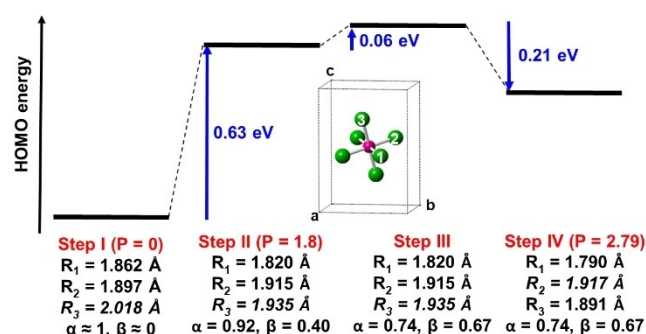 HOMO energy
0.63 eV
0.06 eV
0.21 eV
c
3
2
1
a
b
Step I (P = 0)
R₁ = 1.862 Å
R₂ = 1.897 Å
R₃ = 2.018 Å
α ≈ 1, β ≈ 0
Step II (P = 1.8)
R₁ = 1.820 Å
R₂ = 1.915 Å
R₃ = 1.935 Å
α = 0.92, β = 0.40
Step III
R₁ = 1.820 Å
R₂ = 1.915 Å
R₃ = 1.935 Å
α = 0.74, β = 0.67
Step IV (P = 2.79)
R₁ = 1.790 Å
R₂ = 1.917 Å
R₃ = 1.891 Å
α = 0.74, β = 0.67